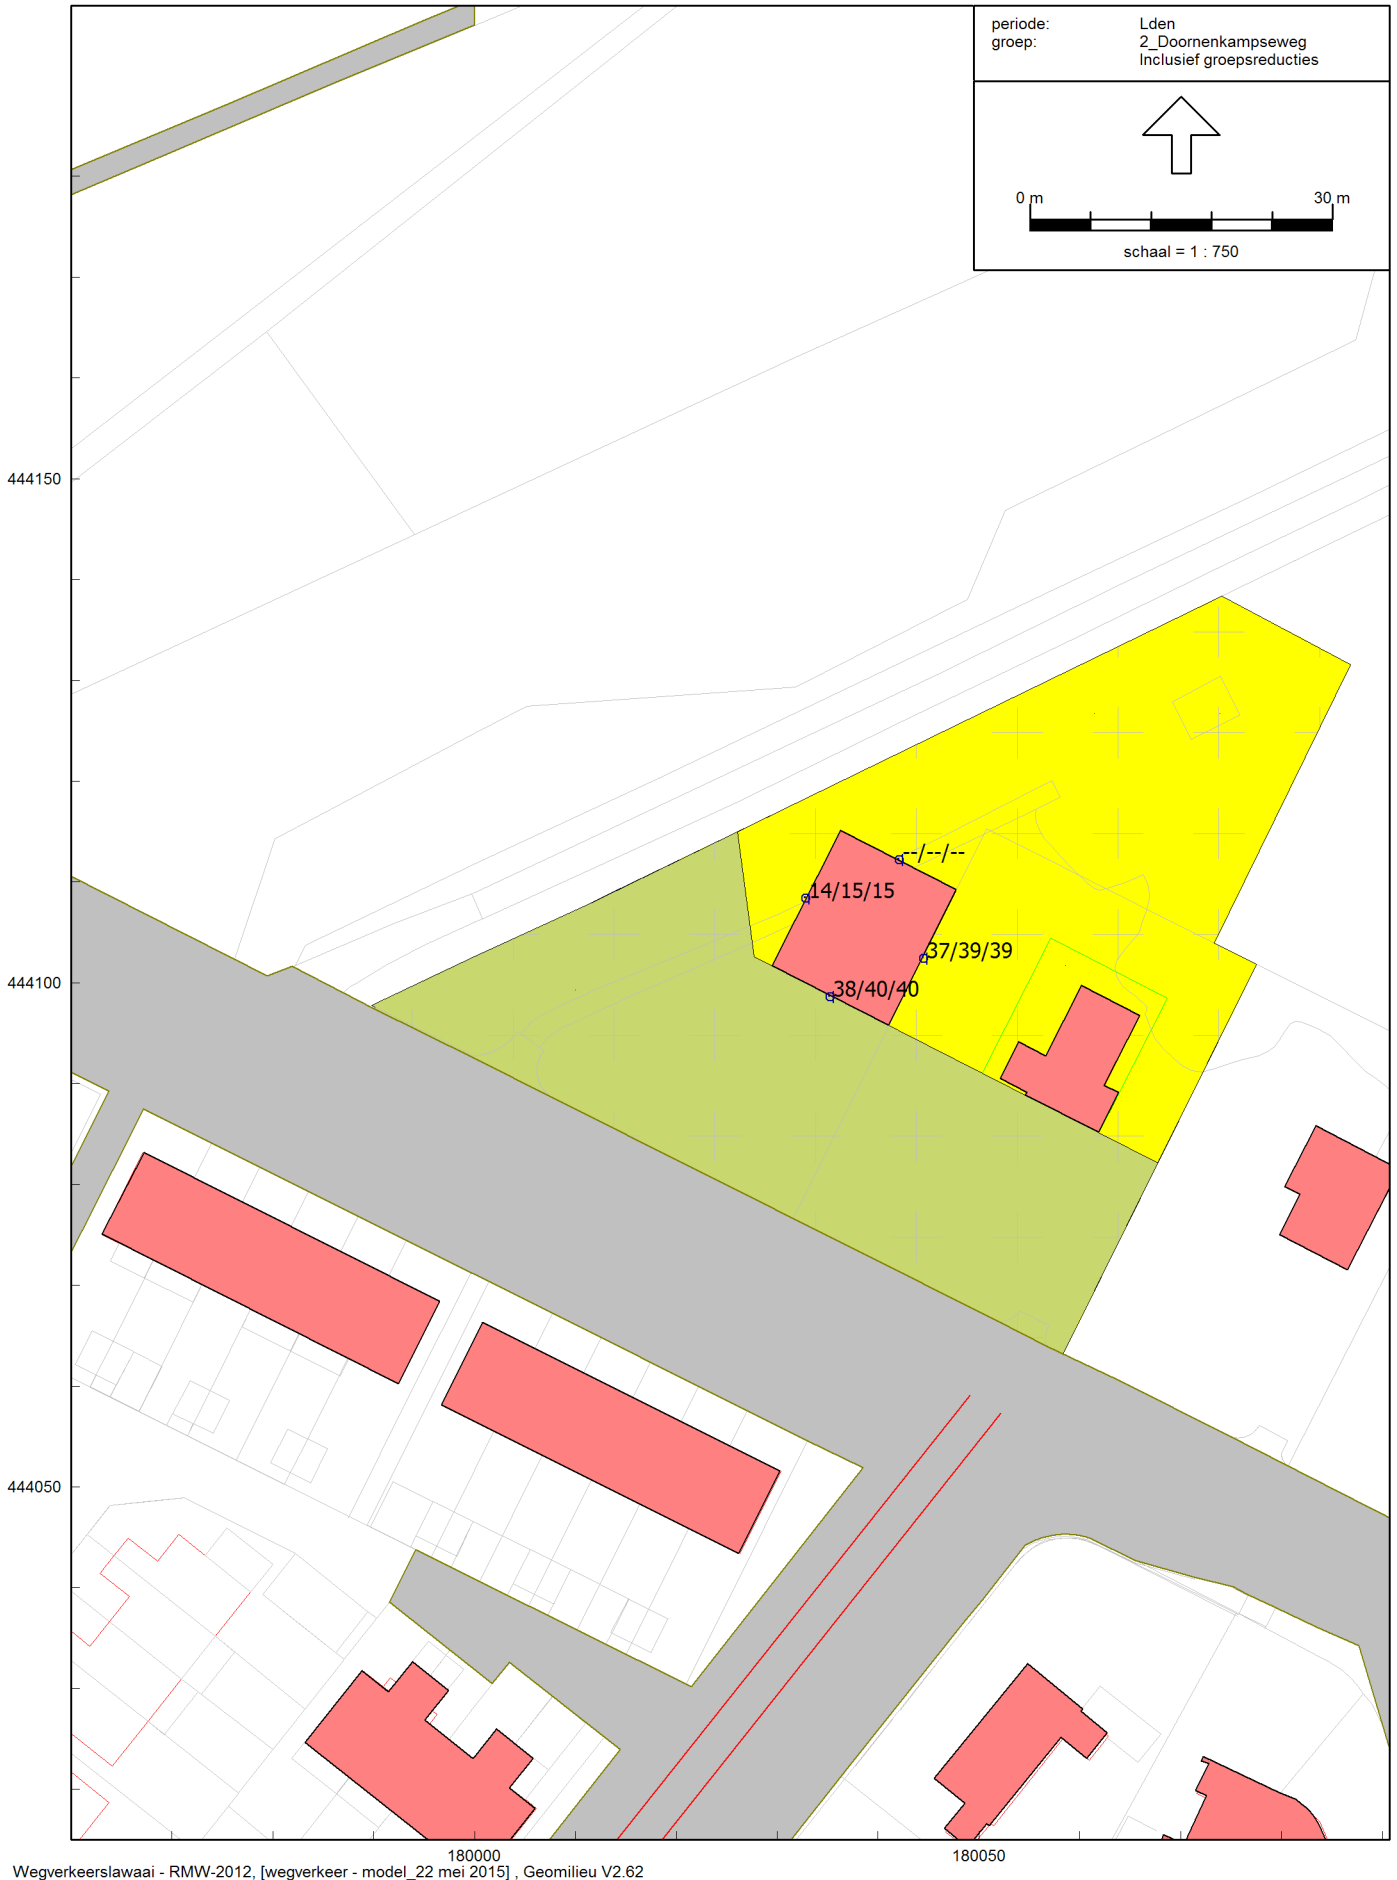 periode: Lden
groep: 2_Doornenkampseweg
Inclusief groepsreducties
0 m 30 m
schaal = 1 : 750
444150
--/--/--
14/15/15
37/39/39
444100
38/40/40
444050
180000 180050
Wegverkeerslawaai - RMW-2012, [wegverkeer - model_22 mei 2015] , Geomilieu V2.62